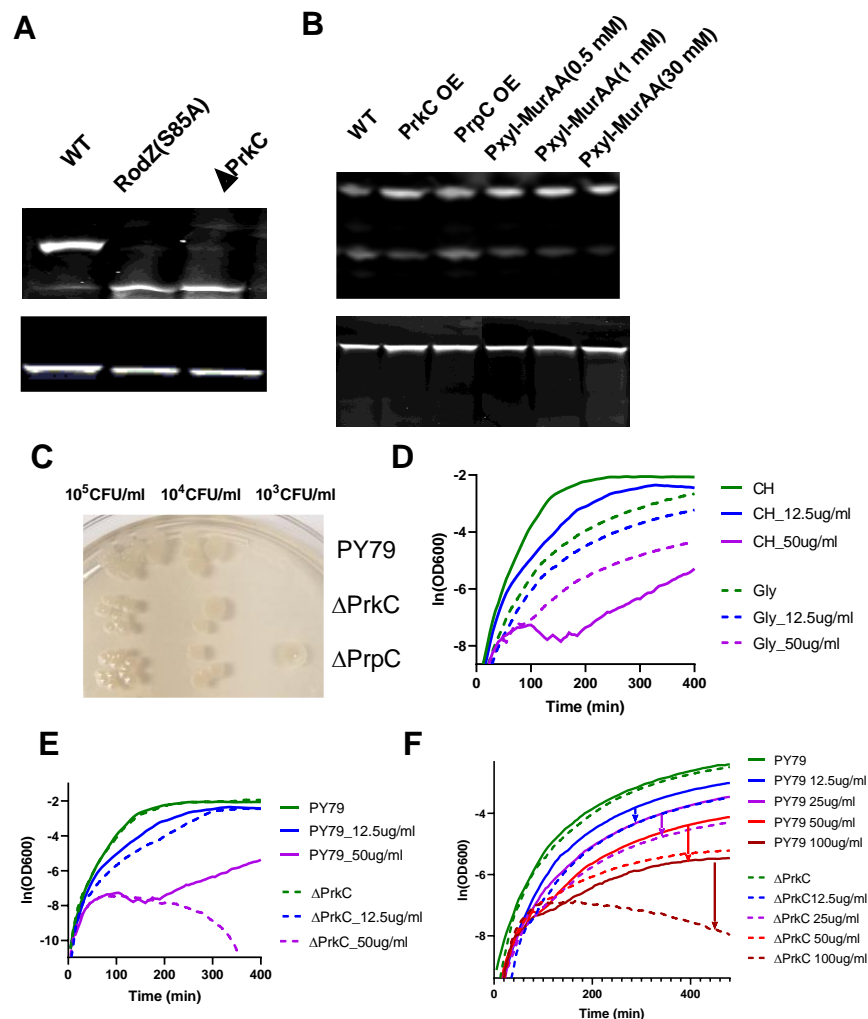 A
WT
RodZ(S85A)
▲PrkC
B
WT
PrkC OE
PrpC OE
Pxyl-MurAA(0.5 mM)
Pxyl-MurAA(1 mM)
Pxyl-MurAA(30 mM)
C
10⁵CFU/ml 10⁴CFU/ml 10³CFU/ml
PY79
ΔPrkC
ΔPrpC
D
ln(OD600)
-2
-4
-6
-8
0 100 200 300 400
Time (min)
CH
CH_12.5ug/ml
CH_50ug/ml
Gly
Gly_12.5ug/ml
Gly_50ug/ml
E
ln(OD600)
-2
-4
-6
-8
-10
0 100 200 300 400
Time (min)
PY79
PY79_12.5ug/ml
PY79_50ug/ml
ΔPrkC
ΔPrkC_12.5ug/ml
ΔPrkC_50ug/ml
F
ln(OD600)
-4
-6
-8
0 200 400
Time (min)
PY79
PY79 12.5ug/ml
PY79 25ug/ml
PY79 50ug/ml
PY79 100ug/ml
ΔPrkC
ΔPrkC12.5ug/ml
ΔPrkC 25ug/ml
ΔPrkC 50ug/ml
ΔPrkC 100ug/ml